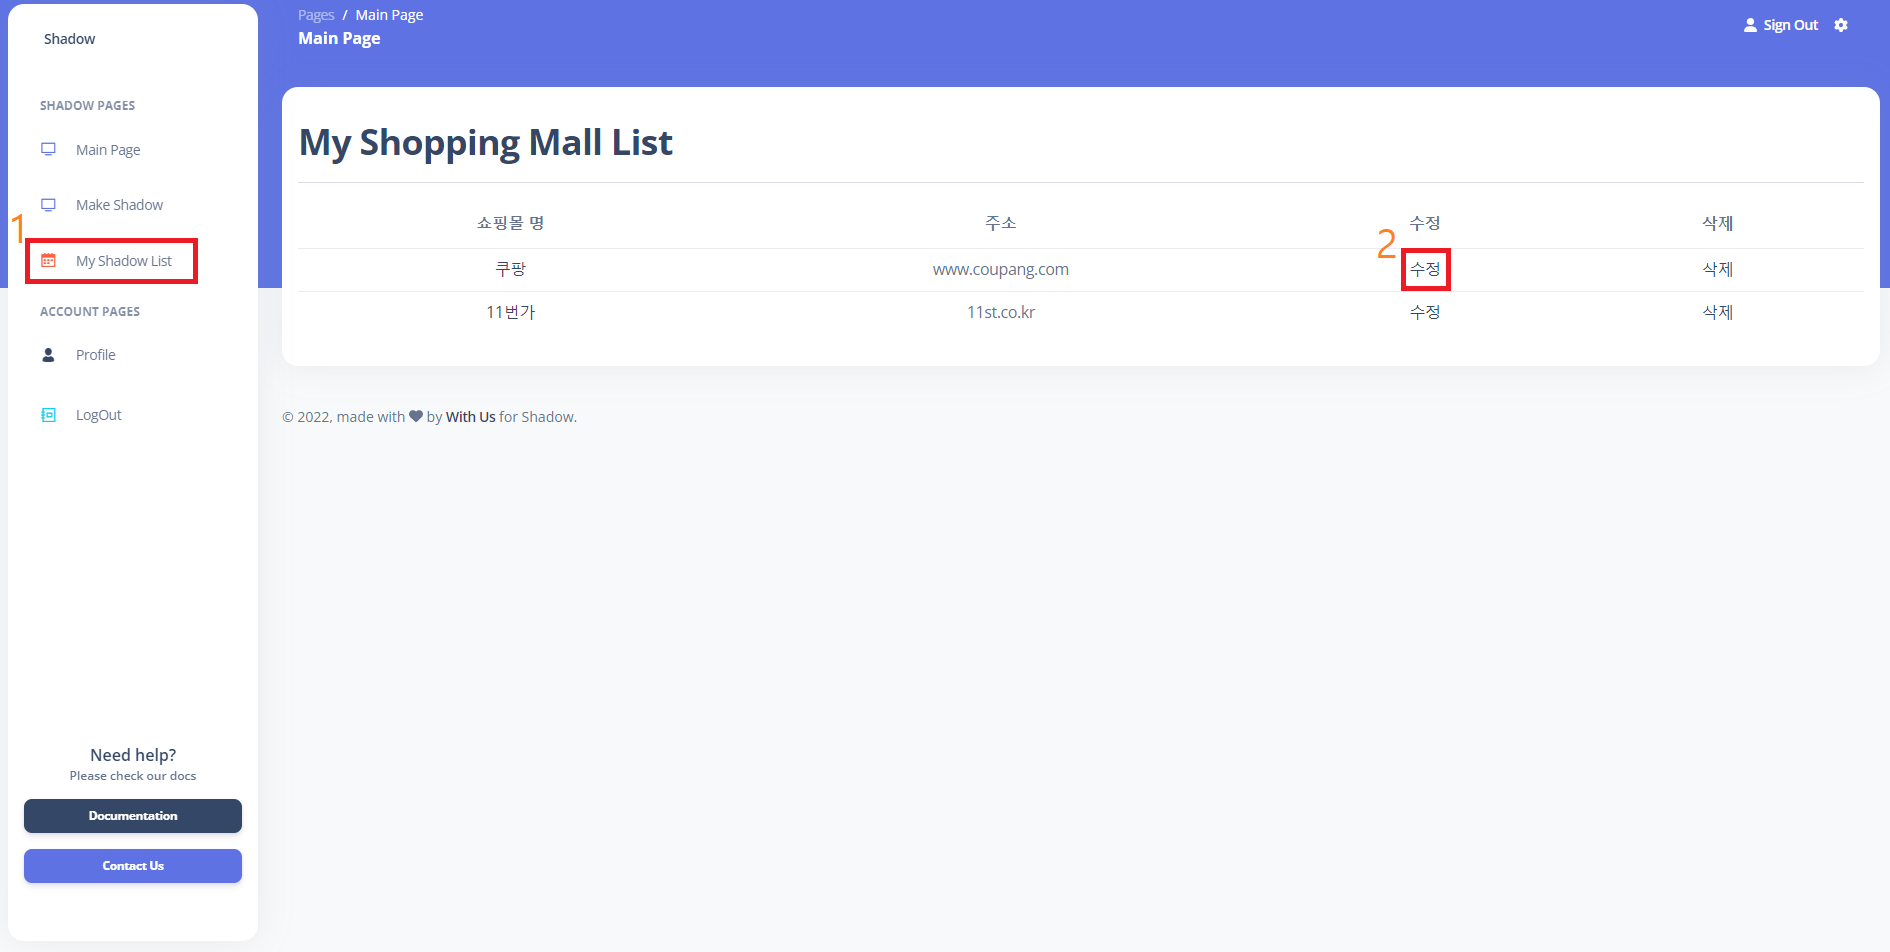 Shadow
SHADOW PAGES
Main Page
Make Shadow
1
My Shadow List
ACCOUNT PAGES
Profile
LogOut
Need help?
Please check our docs
Documentation
Contact Us
Pages / Main Page
Main Page
Sign Out
My Shopping Mall List
쇼핑몰 명 주소 수정 삭제
2
쿠팡 www.coupang.com 수정 삭제
11번가 11st.co.kr 수정 삭제
© 2022, made with by With Us for Shadow.